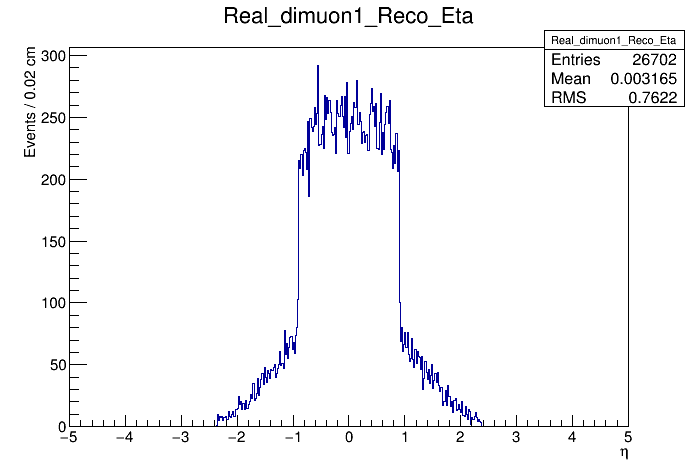 Real_dimuon1_Reco_Eta
Real_dimuon1_Reco_Eta
Entries 26702
Mean 0.003165
RMS 0.7622
Events / 0.02 cm
300
250
200
150
100
50
0
−5 −4 −3 −2 −1 0 1 2 3 4 5
η